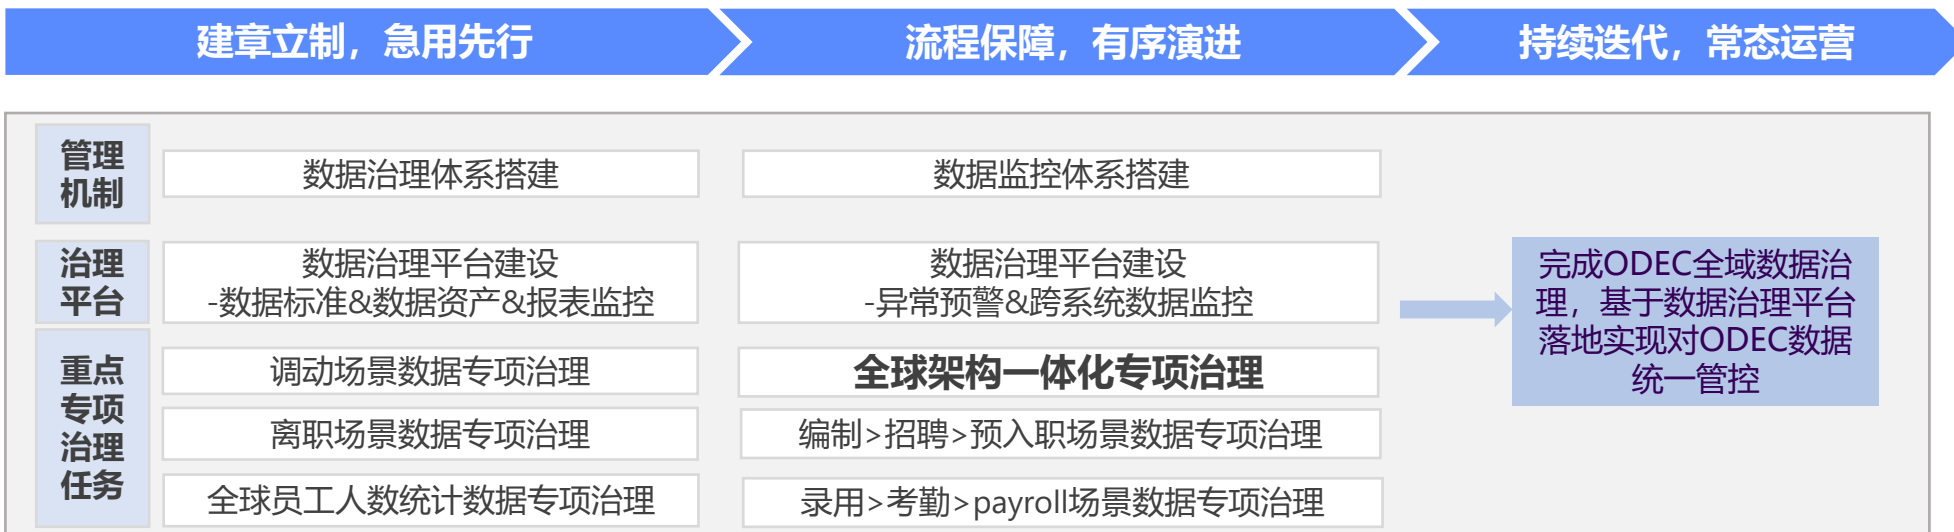 建章立制，急用先行
流程保障，有序演进
持续迭代，常态运营
管理
机制
数据治理体系搭建
数据监控体系搭建
治理
平台
数据治理平台建设
-数据标准&数据资产&报表监控
数据治理平台建设
-异常预警&跨系统数据监控
重点
专项
治理
任务
调动场景数据专项治理
全球架构一体化专项治理
离职场景数据专项治理
编制>招聘>预入职场景数据专项治理
全球员工人数统计数据专项治理
录用>考勤>payroll场景数据专项治理
完成ODEC全域数据治
理，基于数据治理平台
落地实现对ODEC数据
统一管控